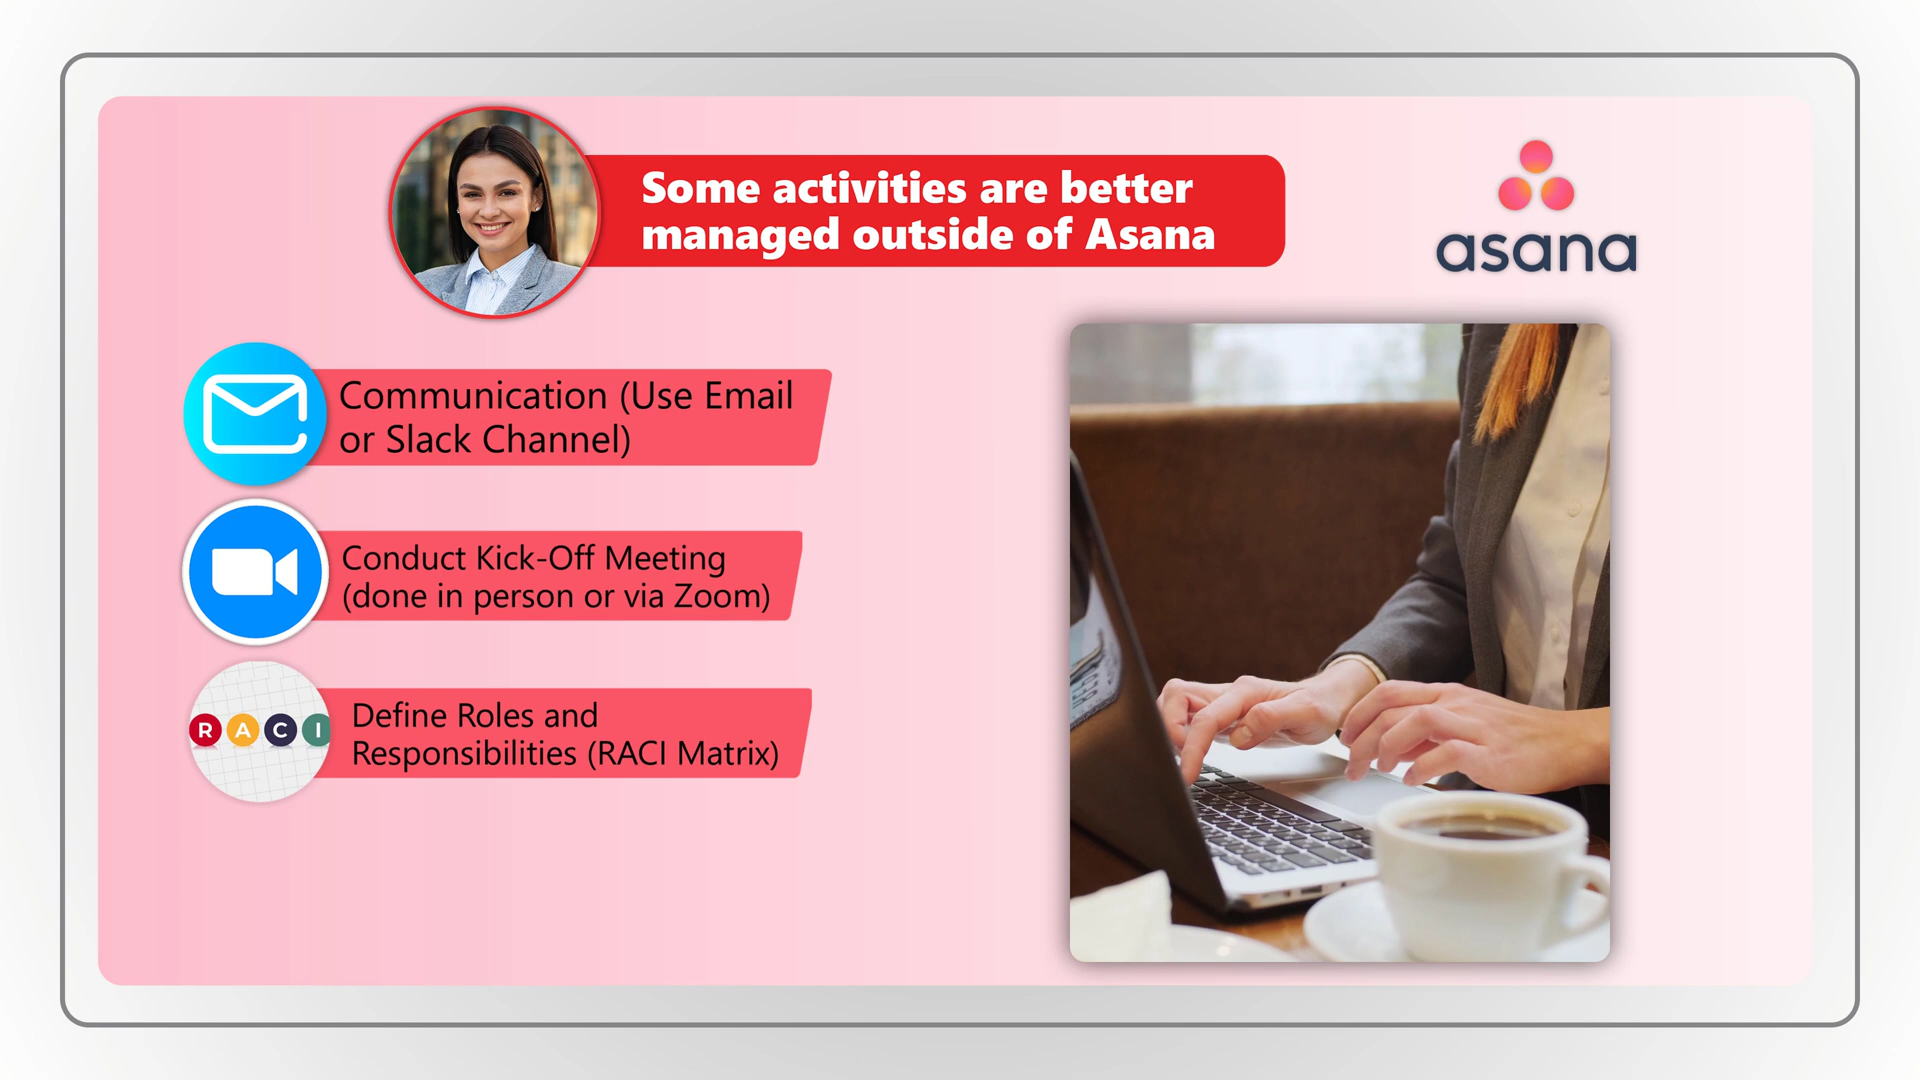 Some activities are better
managed outside of Asana
asana
Communication (Use Email
or Slack Channel)
Conduct Kick-Off Meeting
(done in person or via Zoom)
R A C I
Define Roles and
Responsibilities (RACI Matrix)